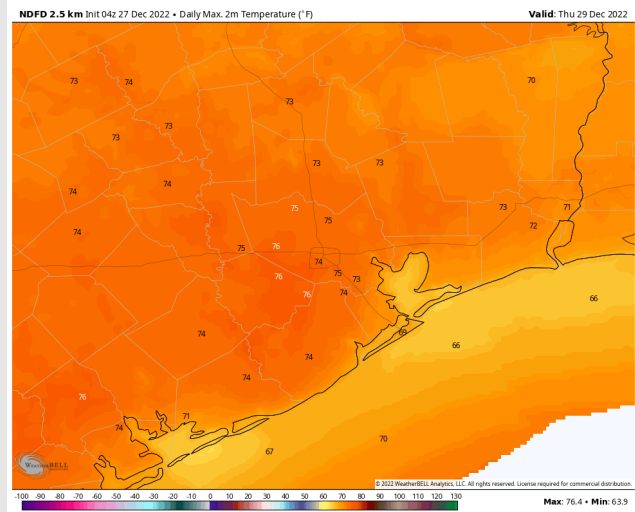 NDFD 2.5 km Init 04z 27 Dec 2022 • Daily Max. 2m Temperature (°F)
Valid: Thu 29 Dec 2022
73 74 70
73
73 73
73 73
74 74
75 73 71
75 72
74
75 76
74
76 75 73
76 74
66
69
74 66
74
74
76
71
74
70
67
WeatherBELL
© 2022 WeatherBELL Analytics, LLC. All rights reserved. License required for commercial distribution.
-100 -90 -80 -70 -60 -50 -40 -30 -20 -10 0 10 20 30 40 50 60 70 80 90 100 110 120 130
Max: 76.4 • Min: 63.9